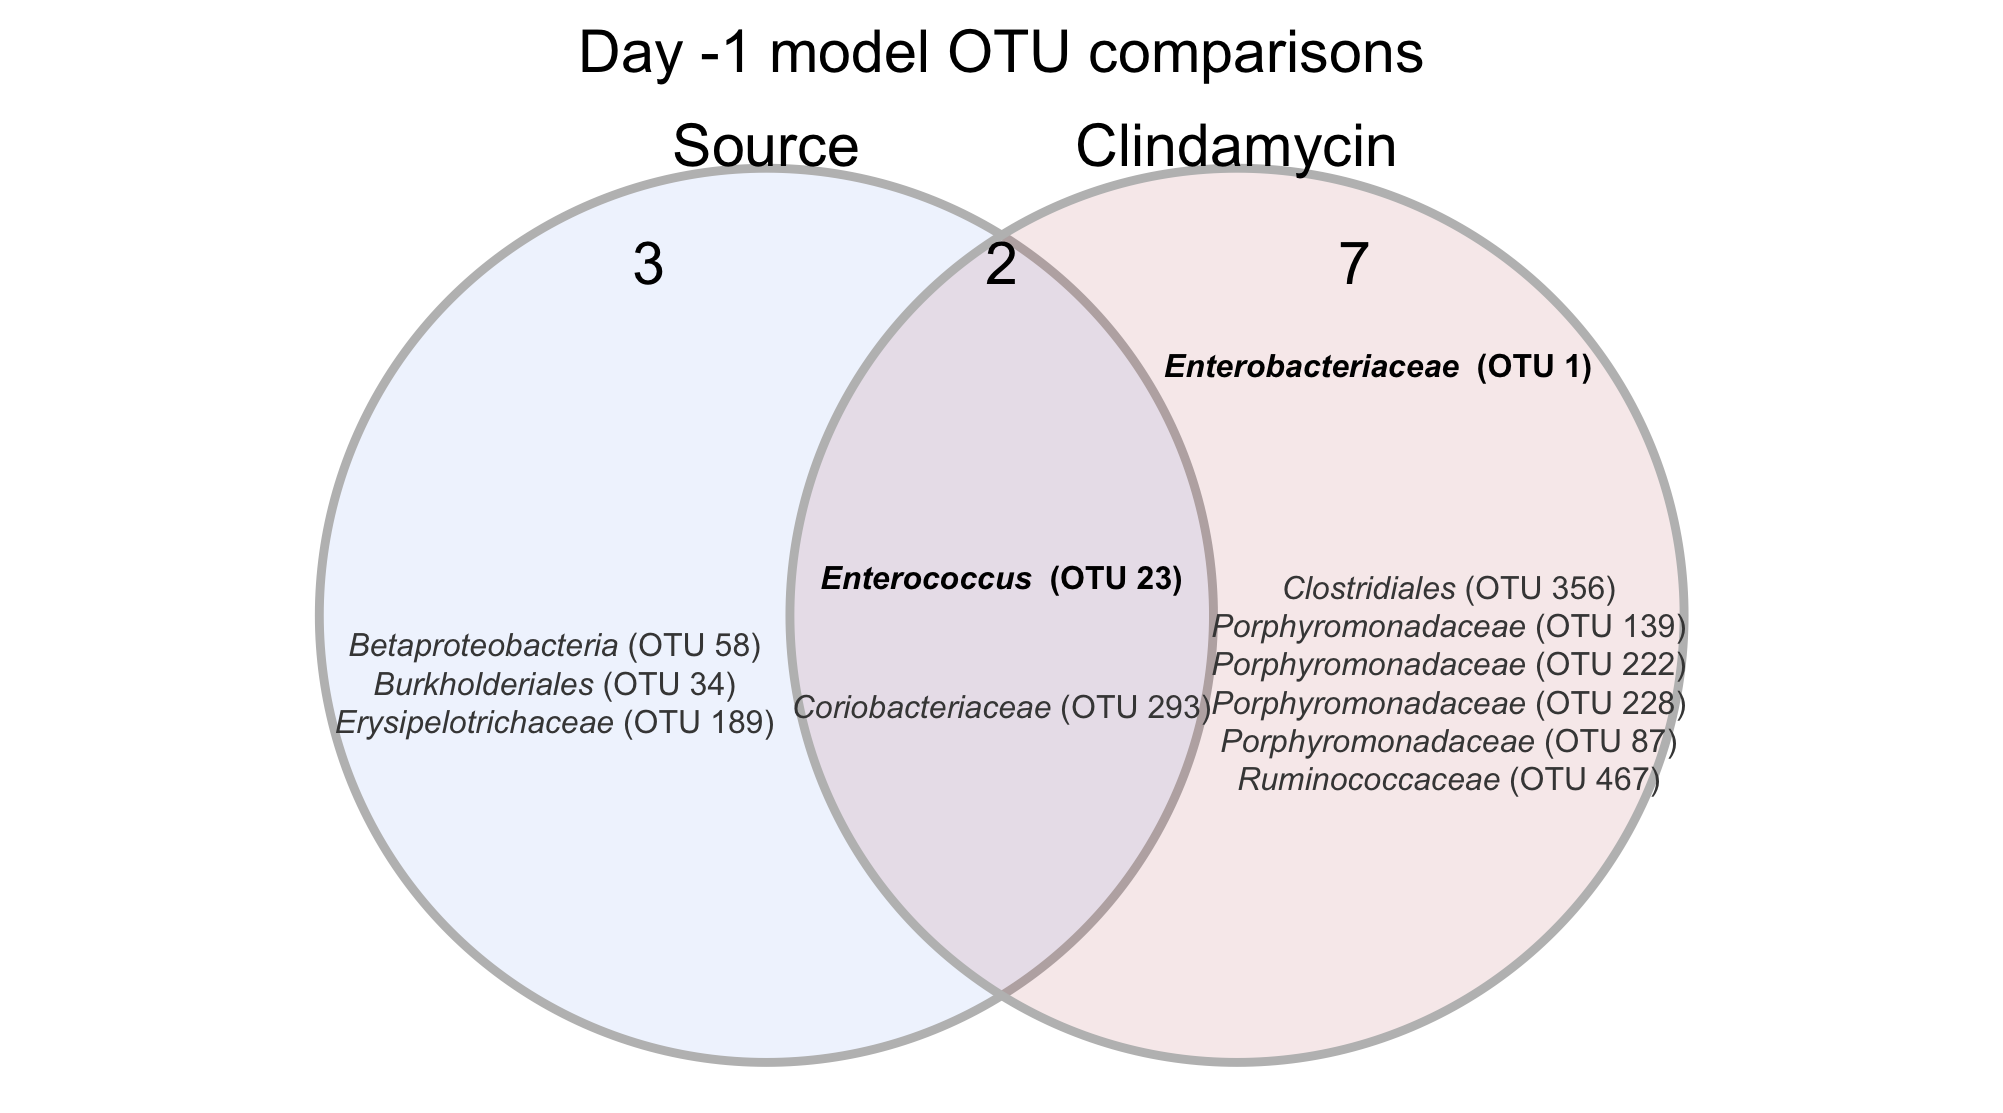 Day -1 model OTU comparisons
Source
Clindamycin
3
2
7
Enterobacteriaceae (OTU 1)
Enterococcus (OTU 23)
Betaproteobacteria (OTU 58)
Burkholderiales (OTU 34)
Erysipelotrichaceae (OTU 189)
Coriobacteriaceae (OTU 293)
Clostridiales (OTU 356)
Porphyromonadaceae (OTU 139)
Porphyromonadaceae (OTU 222)
Porphyromonadaceae (OTU 228)
Porphyromonadaceae (OTU 87)
Ruminococcaceae (OTU 467)